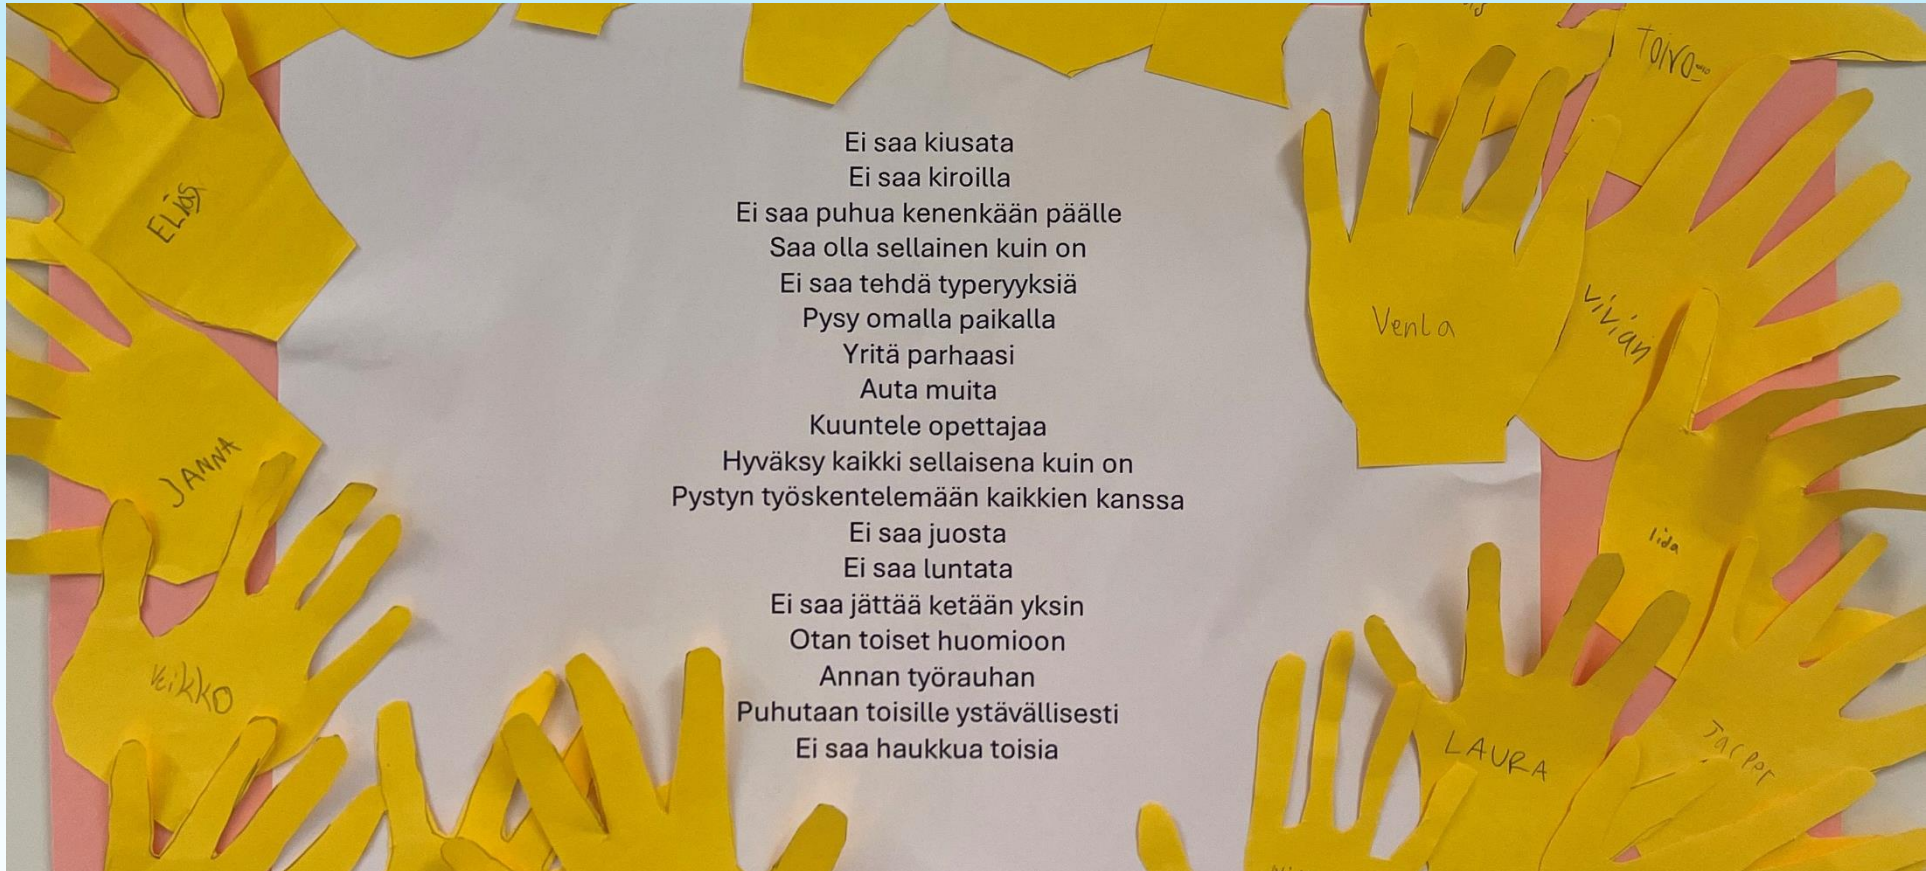 Ei saa kiusata
Ei saa kiroilla
Ei saa puhua kenenkään päälle
Saa olla sellainen kuin on
Ei saa tehdä typeryyksiä
Pysy omalla paikalla
Yritä parhaasi
Auta muita
Kuuntele opettajaa
Hyväksy kaikki sellaisena kuin on
Pystyn työskentelemään kaikkien kanssa
Ei saa juosta
Ei saa luntata
Ei saa jättää ketään yksin
Otan toiset huomioon
Annan työrauhan
Puhutaan toisille ystävällisesti
Ei saa haukkua toisia
ELiaS
JANNA
Veikko
TOIVO
Venla
vivian
Iida
LAURA